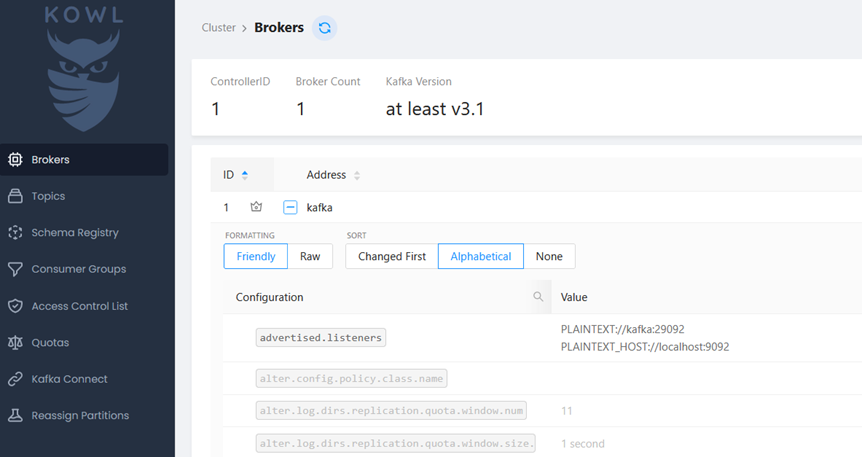 KOWL
Brokers
Topics
Schema Registry
Consumer Groups
Access Control List
Quotas
Kafka Connect
Reassign Partitions
Cluster > Brokers
ControllerID Broker Count Kafka Version
1 1 at least v3.1
ID Address
1 kafka
FORMATTING SORT
Friendly Raw Changed First Alphabetical None
Configuration Value
advertised.listeners PLAINTEXT://kafka:29092
PLAINTEXT_HOST://localhost:9092
alter.config.policy.class.name
alter.log.dirs.replication.quota.window.num 11
alter.log.dirs.replication.quota.window.size. 1 second